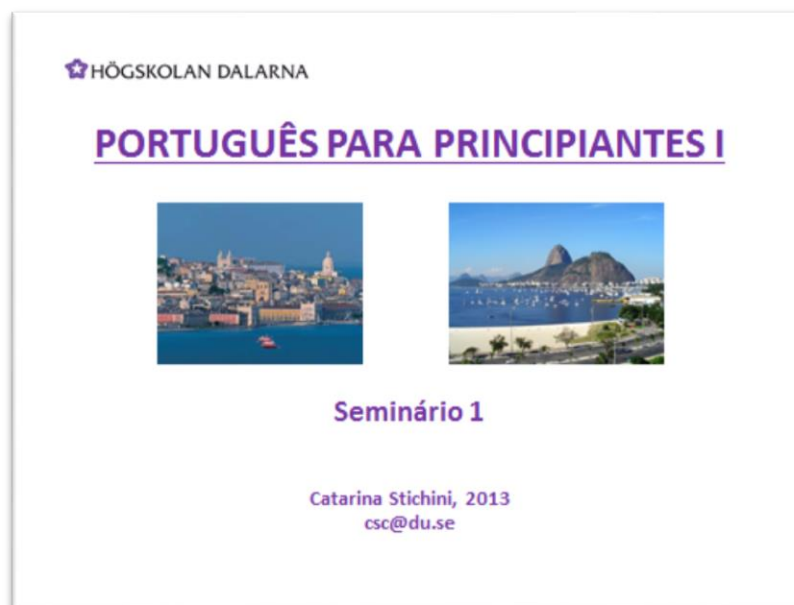 HÖGSKOLAN DALARNA
PORTUGUÊS PARA PRINCIPIANTES I
Seminário 1
Catarina Stichini, 2013
csc@du.se